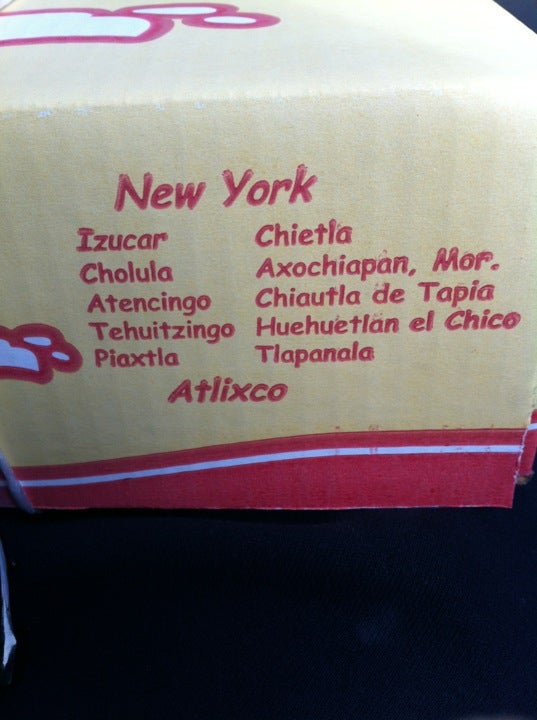 New York
Izucar
Cholula
Atencingo
Tehuitzingo
Piaxtla
Chietla
Axochiapan, Mor.
Chiautla de Tapia
Huehuetlan el Chico
Tlapanala
Atlixco